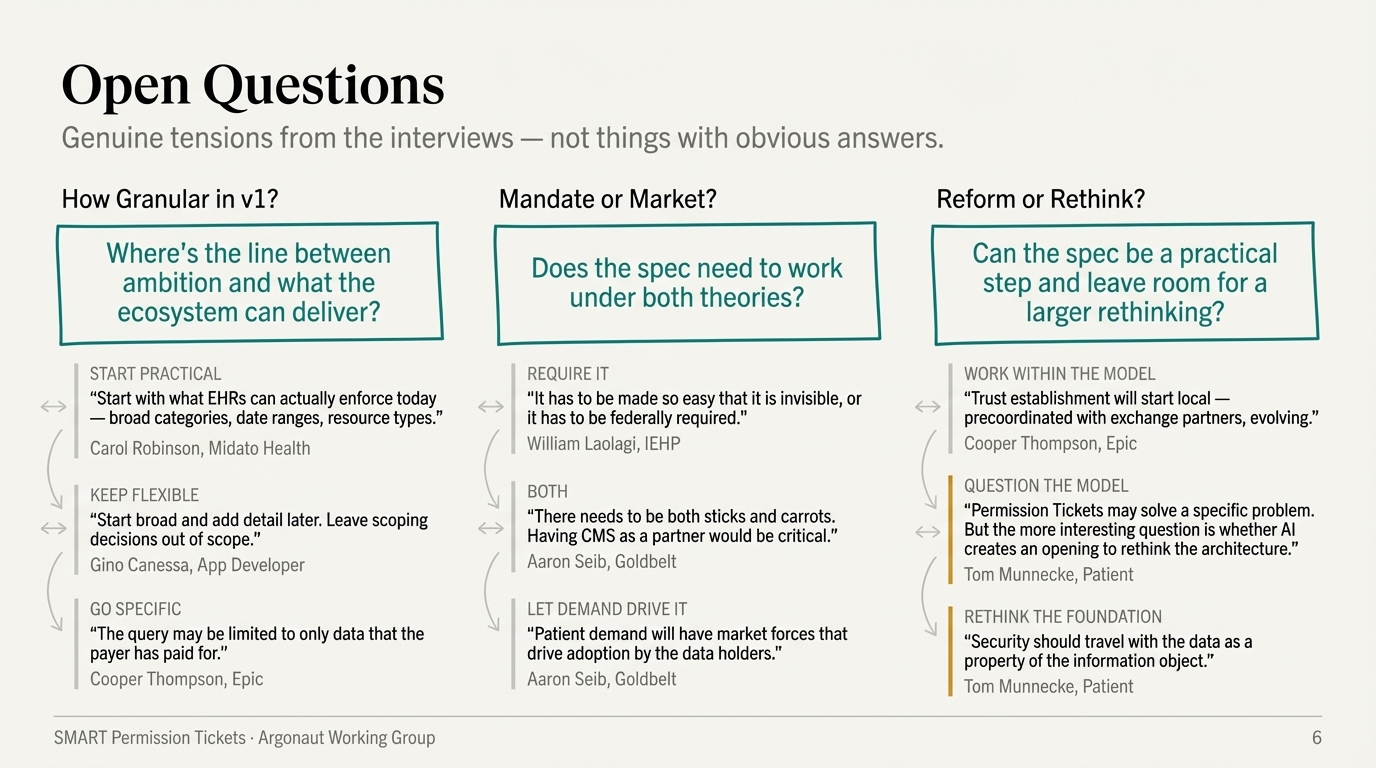 Open Questions
Genuine tensions from the interviews — not things with obvious answers.
How Granular in v1?
Where's the line between
ambition and what the
ecosystem can deliver?
START PRACTICAL
“Start with what EHRs can actually enforce today
— broad categories, date ranges, resource types.”
Carol Robinson, Midato Health
KEEP FLEXIBLE
“Start broad and add detail later. Leave scoping
decisions out of scope.”
Gino Canessa, App Developer
GO SPECIFIC
“The query may be limited to only data that the
payer has paid for.”
Cooper Thompson, Epic
Mandate or Market?
Does the spec need to work
under both theories?
REQUIRE IT
“It has to be made so easy that it is invisible, or
it has to be federally required.”
William Laolagi, IEHP
BOTH
“There needs to be both sticks and carrots.
Having CMS as a partner would be critical.”
Aaron Seib, Goldbelt
LET DEMAND DRIVE IT
“Patient demand will have market forces that
drive adoption by the data holders.”
Aaron Seib, Goldbelt
Reform or Rethink?
Can the spec be a practical
step and leave room for a
larger rethinking?
WORK WITHIN THE MODEL
“Trust establishment will start local —
precoordinated with exchange partners, evolving.”
Cooper Thompson, Epic
QUESTION THE MODEL
“Permission Tickets may solve a specific problem.
But the more interesting question is whether AI
creates an opening to rethink the architecture.”
Tom Munnecke, Patient
RETHINK THE FOUNDATION
“Security should travel with the data as a
property of the information object.”
Tom Munnecke, Patient
SMART Permission Tickets · Argonaut Working Group
6